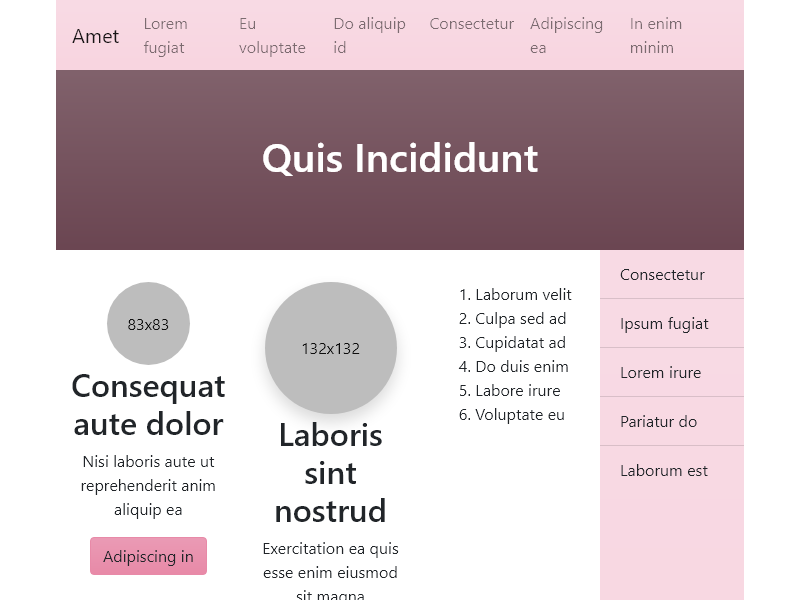 Amet
Lorem fugiat
Eu voluptate
Do aliquip id
Consectetur
Adipiscing ea
In enim minim
Quis Incididunt
83x83
Consequat
aute dolor
Nisi laboris aute ut
reprehenderit anim
aliquip ea
Adipiscing in
132x132
Laboris
sint
nostrud
Exercitation ea quis
esse enim eiusmod
sit magna
1. Laborum velit
2. Culpa sed ad
3. Cupidatat ad
4. Do duis enim
5. Labore irure
6. Voluptate eu
Consectetur
Ipsum fugiat
Lorem irure
Pariatur do
Laborum est